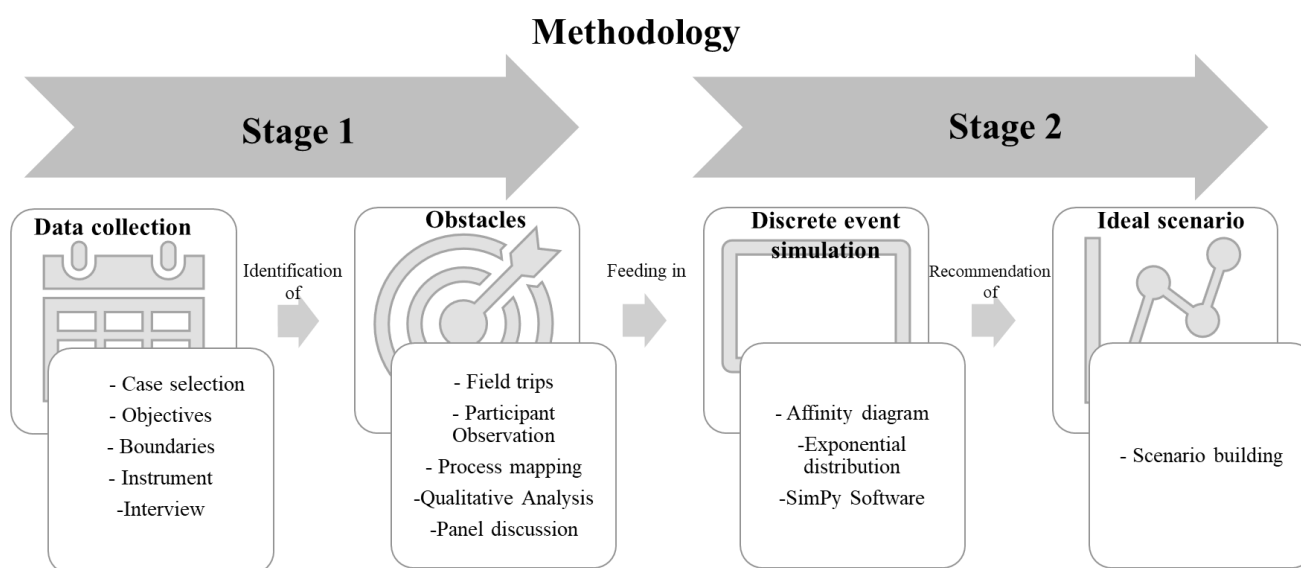 Methodology
Stage 1
Stage 2
Data collection
- Case selection
- Objectives
- Boundaries
- Instrument
-Interview
Identification
of
Obstacles
- Field trips
- Participant
Observation
- Process mapping
-Qualitative Analysis
-Panel discussion
Feeding in
Discrete event
simulation
- Affinity diagram
-Exponential
distribution
-SimPy Software
Recommendation
of
Ideal scenario
- Scenario building